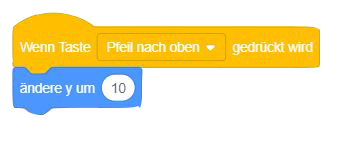 Wenn Taste Pfeil nach oben gedrückt wird
ändere y um 10